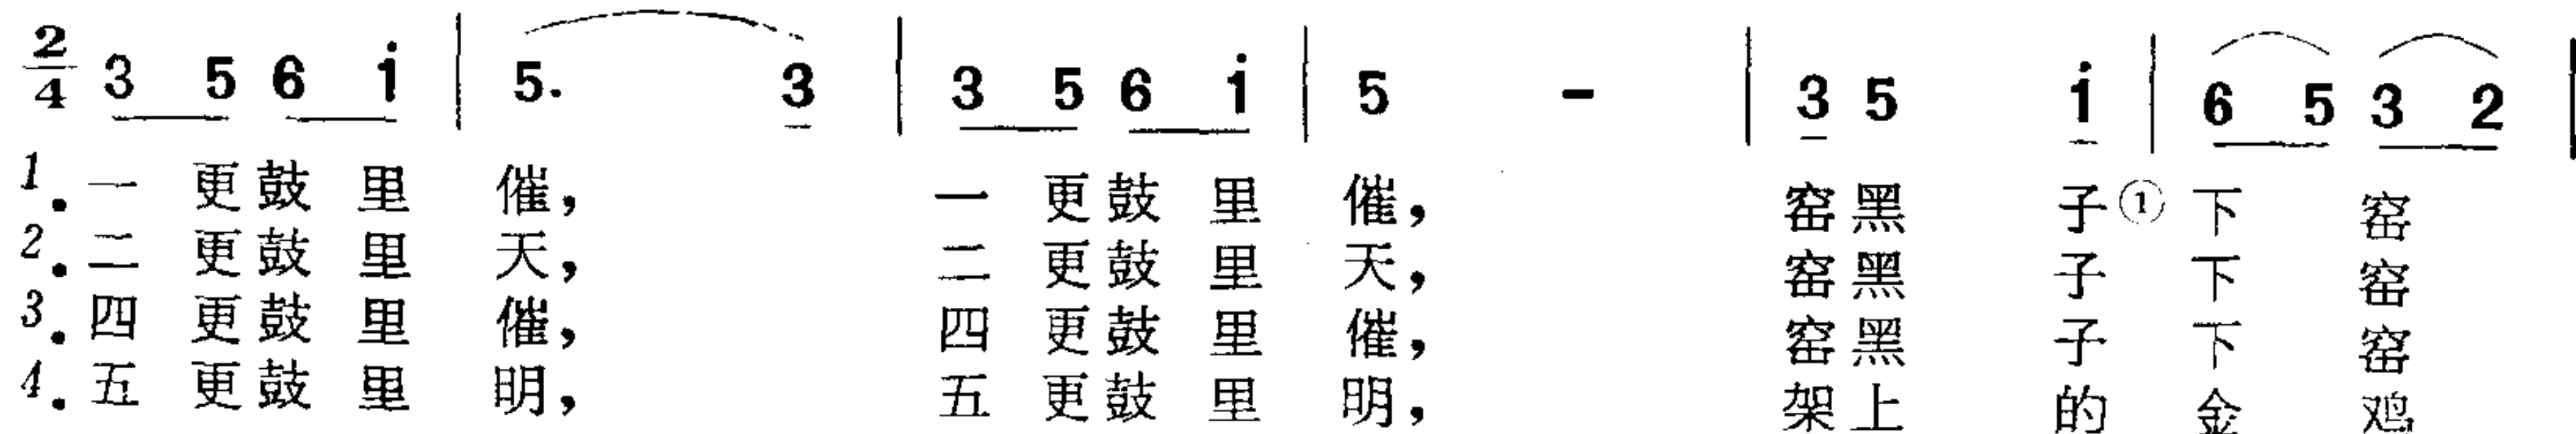 2/4 3 5 6 i | 5. 3 | 3 5 6 i | 5 - | 3 5 i | 6 5 3 2 |
1. 一更鼓里催， 一更鼓里催， 窑黑子①下窑
2. 二更鼓里天， 二更鼓里天， 窑黑子下窑
3. 四更鼓里催， 四更鼓里催， 窑黑子下窑
4. 五更鼓里明， 五更鼓里明， 架上的金鸡